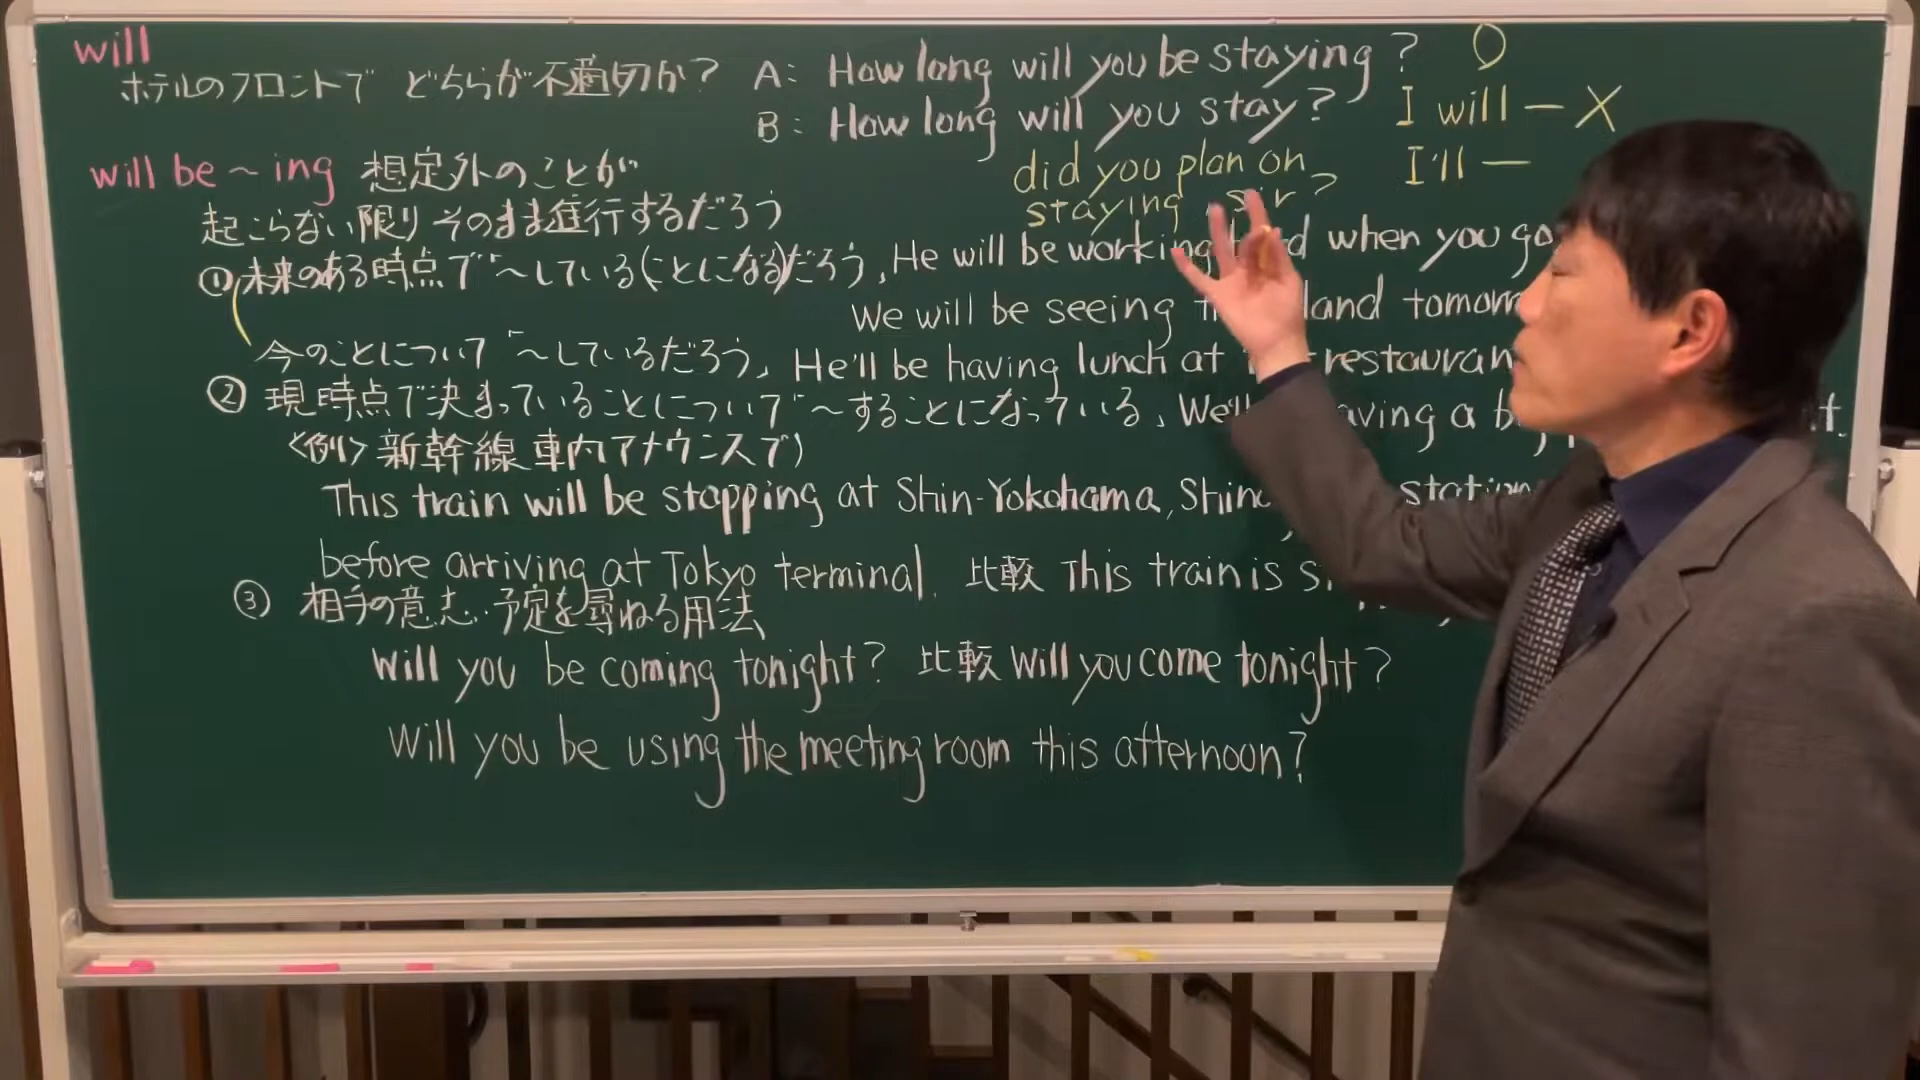 will
ホテルのフロントで どちらが不適切か? A: How long will you be staying? ○
B: How long will you stay? I will — X
did you plan on I'll —
staying, sir?
will be ~ ing 想定外のことが
起こらない限り そのまま進行するだろう
① 未来のある時点で「~している(ことになる)だろう」 He will be working when you go
We will be seeing land
今のことについて「~しているだろう」 He'll be having lunch at
② 現時点で決まっていることについて「~することになっている」 We'll a
〈例〉新幹線車内アナウンスで)
This train will be stopping at Shin-Yokohama,
before arriving at Tokyo terminal. 比較 This train is
③ 相手の意志・予定を尋ねる用法
Will you be coming tonight? 比較 Will you come tonight?
Will you be using the meeting room this afternoon?